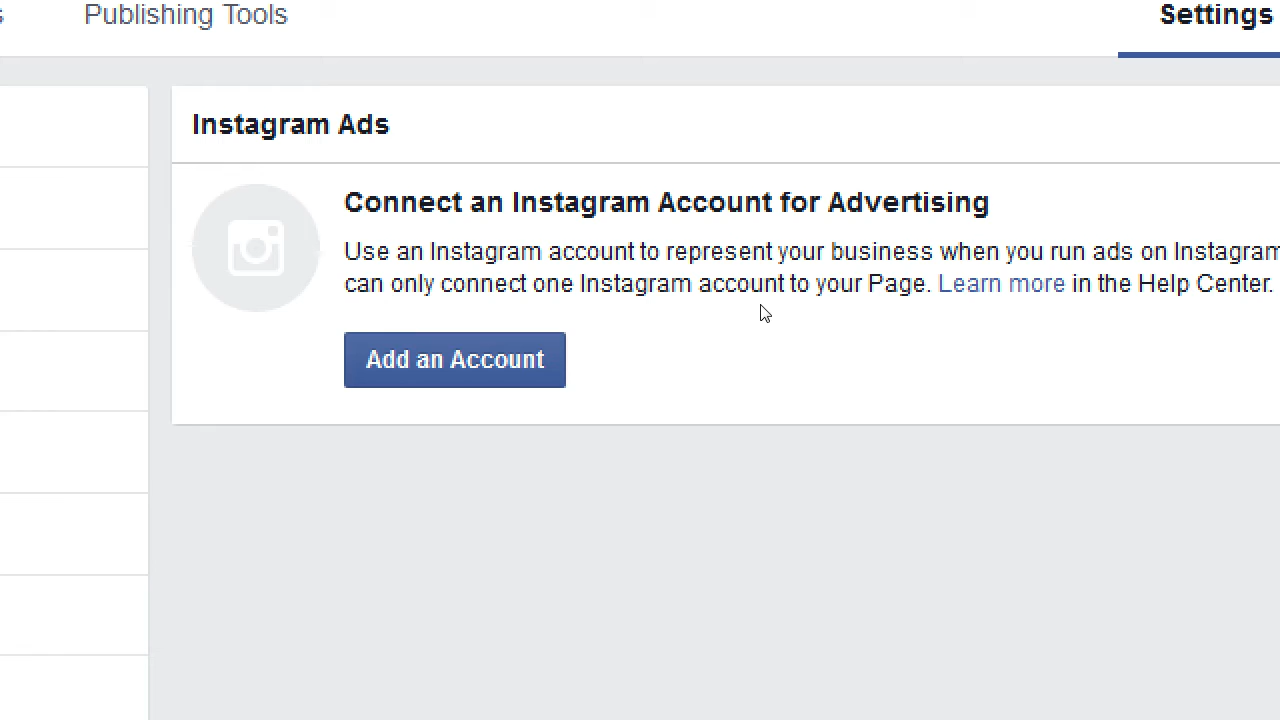 Publishing Tools
Settings
Instagram Ads
Connect an Instagram Account for Advertising
Use an Instagram account to represent your business when you run ads on Instagram
can only connect one Instagram account to your Page. Learn more in the Help Center.
Add an Account